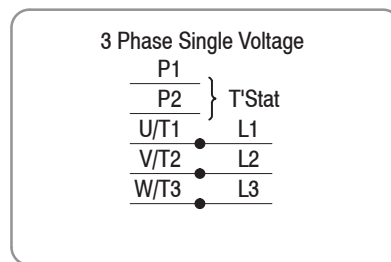 3 Phase Single Voltage
P1
P2 T'Stat
U/T1 L1
V/T2 L2
W/T3 L3